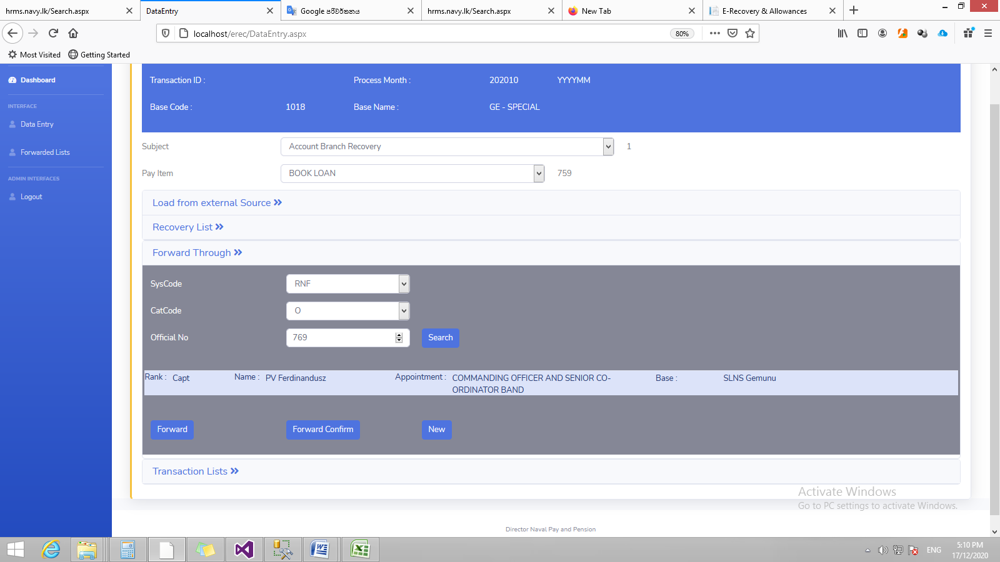 hrms.navy.lk/Search.aspx
DataEntry
Google පරිවර්තනය
hrms.navy.lk/Search.aspx
New Tab
E-Recovery & Allowances
localhost/erec/DataEntry.aspx
80%
Most Visited
Getting Started
Dashboard
INTERFACE
Data Entry
Forwarded Lists
ADMIN INTERFACES
Logout
Transaction ID : Process Month : 202010 YYYYMM
Base Code : 1018 Base Name : GE - SPECIAL
Subject Account Branch Recovery 1
Pay Item BOOK LOAN 759
Load from external Source
Recovery List
Forward Through
SysCode RNF
CatCode O
Official No 769 Search
Rank : Capt Name : PV Ferdinandusz Appointment : COMMANDING OFFICER AND SENIOR CO-
ORDINATOR BAND
Base : SLNS Gemunu
Forward Forward Confirm New
Transaction Lists
Activate Windows
Go to PC settings to activate Windows.
Director Naval Pay and Pension
ENG
5:10 PM
17/12/2020